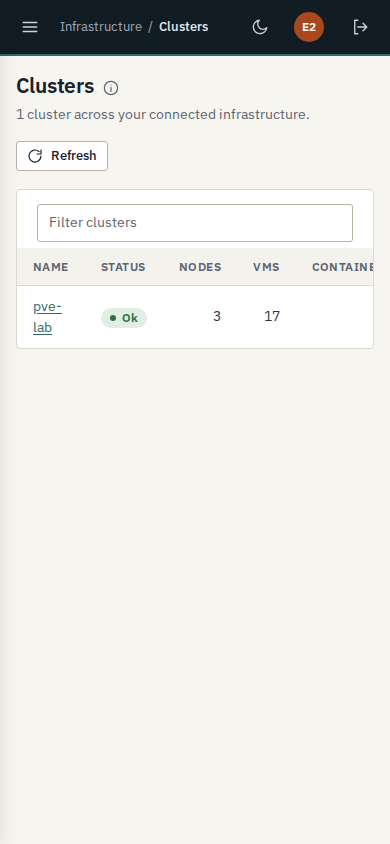 Infrastructure / Clusters
E2
Clusters
1 cluster across your connected infrastructure.
Refresh
Filter clusters
NAME STATUS NODES VMS CONTAINE
pve-lab Ok 3 17